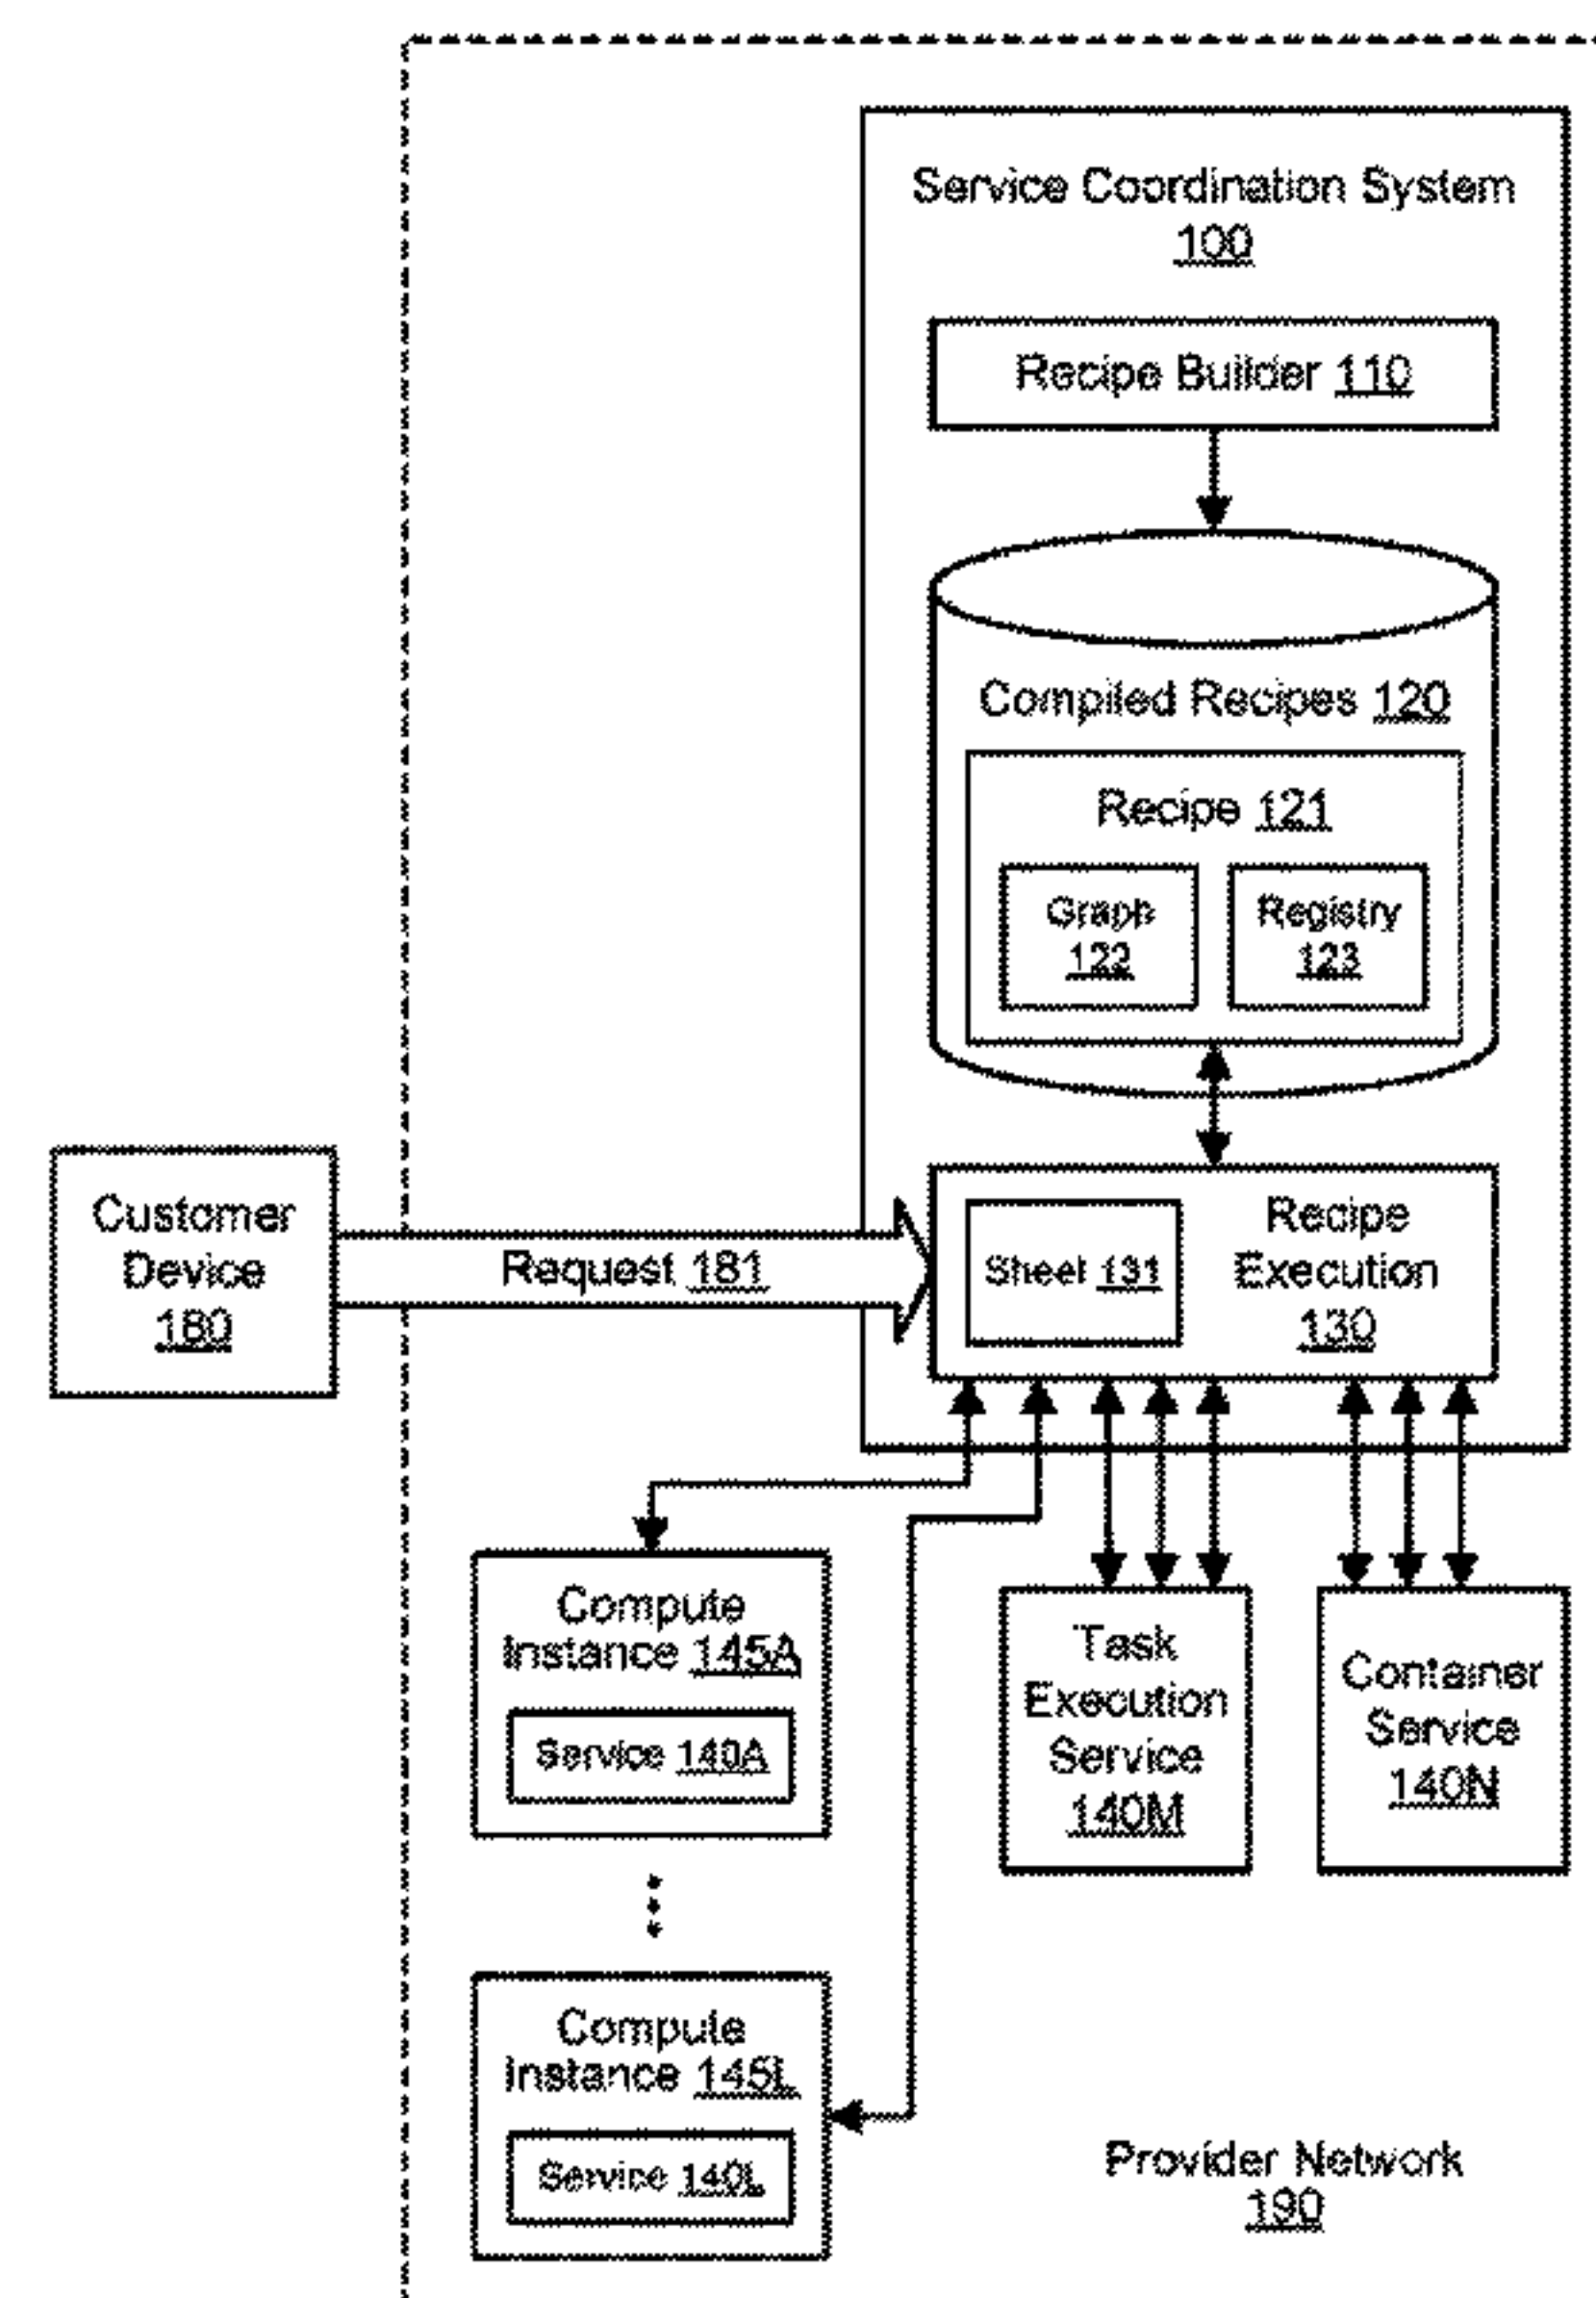 Service Coordination System
100
Recipe Builder 110
Compiled Recipes 120
Recipe 121
Graph
122
Registry
123
Customer
Device
180
Request 181
Sheet 131
Recipe
Execution
130
Compute
Instance 145A
Service 140A
Task
Execution
Service
140M
Container
Service
140N
Compute
Instance 145L
Service 140L
Provider Network
190